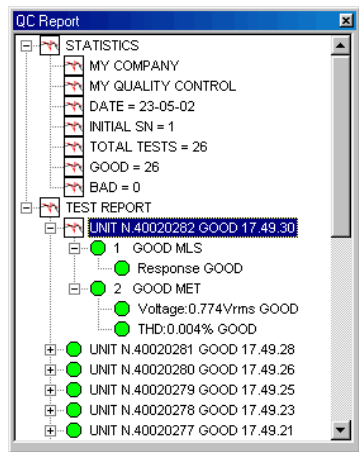 QC Report
STATISTICS
MY COMPANY
MY QUALITY CONTROL
DATE = 23-05-02
INITIAL SN = 1
TOTAL TESTS = 26
GOOD = 26
BAD = 0
TEST REPORT
UNIT N.40020282 GOOD 17.49.30
1 GOOD MLS
Response GOOD
2 GOOD MET
Voltage:0.774Vrms GOOD
THD:0.004% GOOD
UNIT N.40020281 GOOD 17.49.28
UNIT N.40020280 GOOD 17.49.26
UNIT N.40020279 GOOD 17.49.25
UNIT N.40020278 GOOD 17.49.23
UNIT N.40020277 GOOD 17.49.21